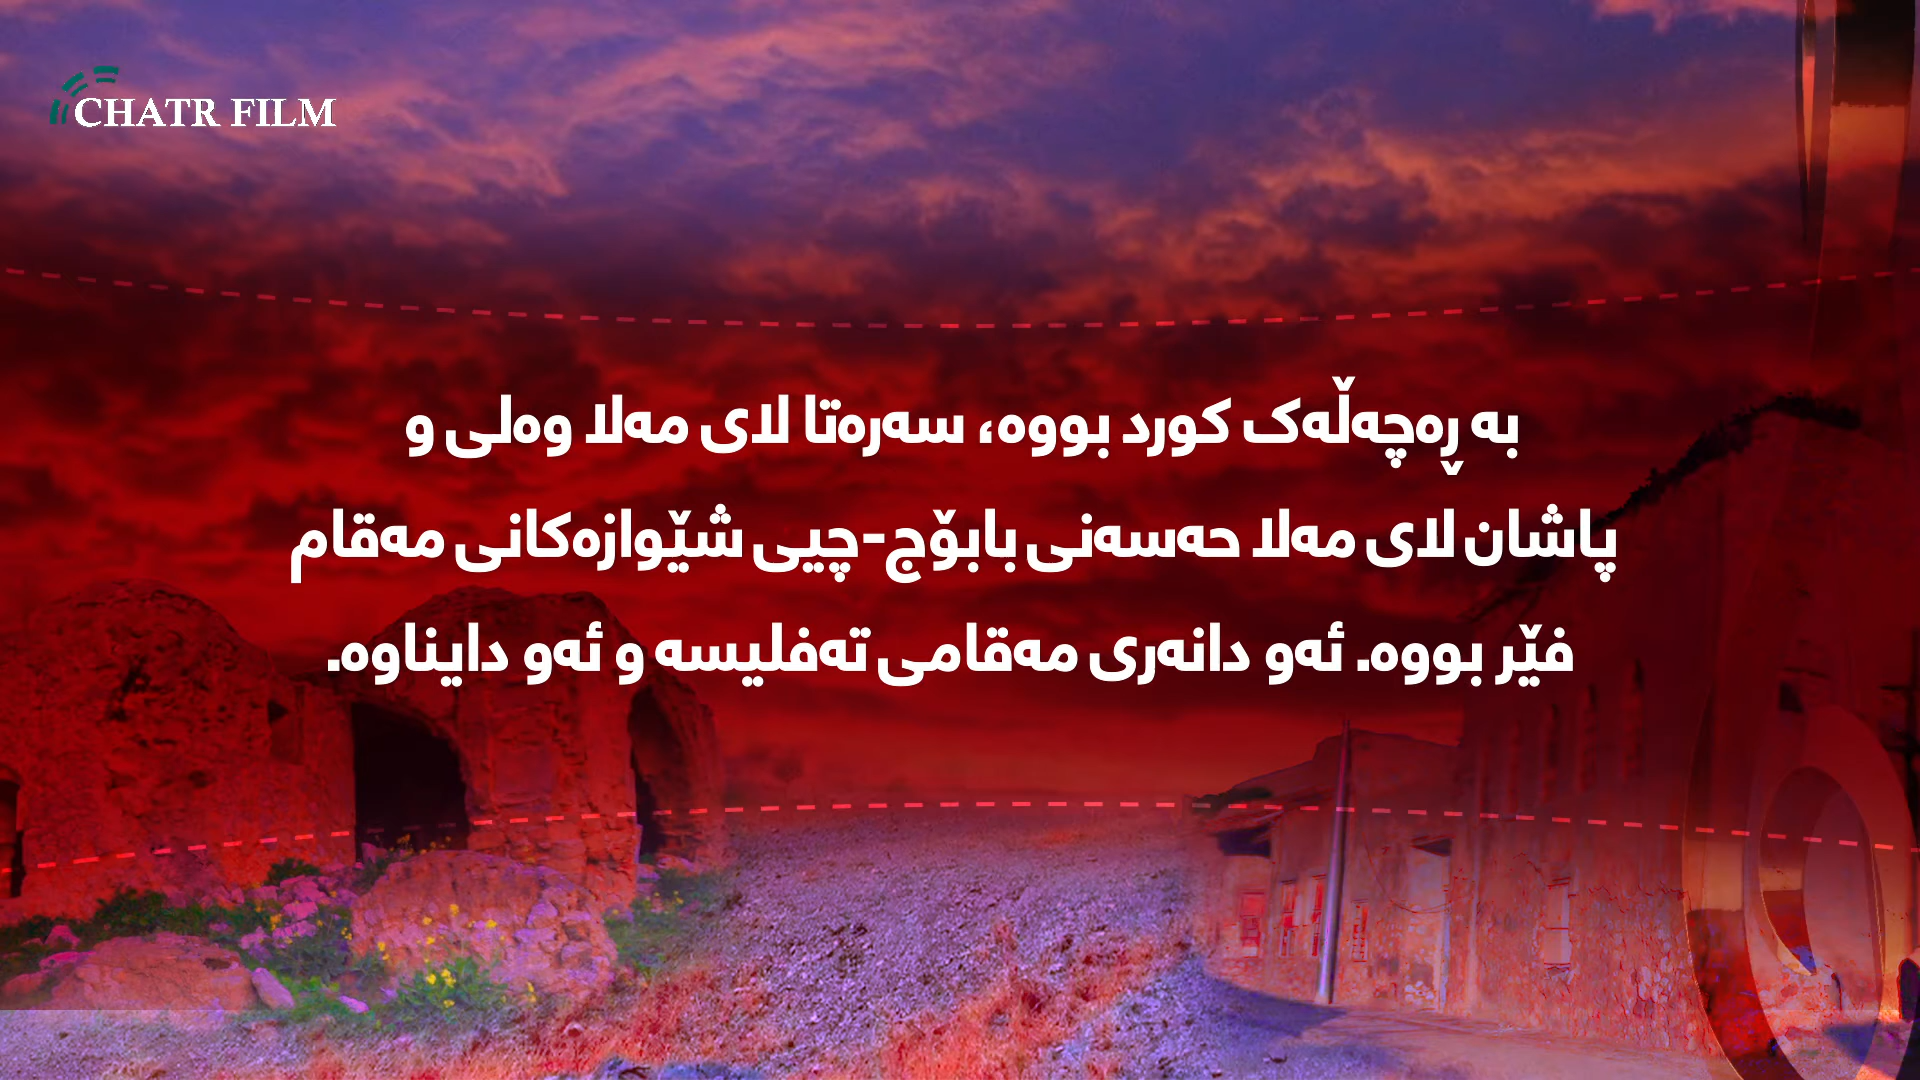 CHATR FILM
بە ڕەچەڵەک کورد بووە، سەرەتا لای مەلا وەلی و
پاشان لای مەلا حەسەنی بابۆج-چیی شێوازەکانی مەقام
فێر بووە. ئەو دانەری مەقامی تەفلیسە و ئەو دایناوە.